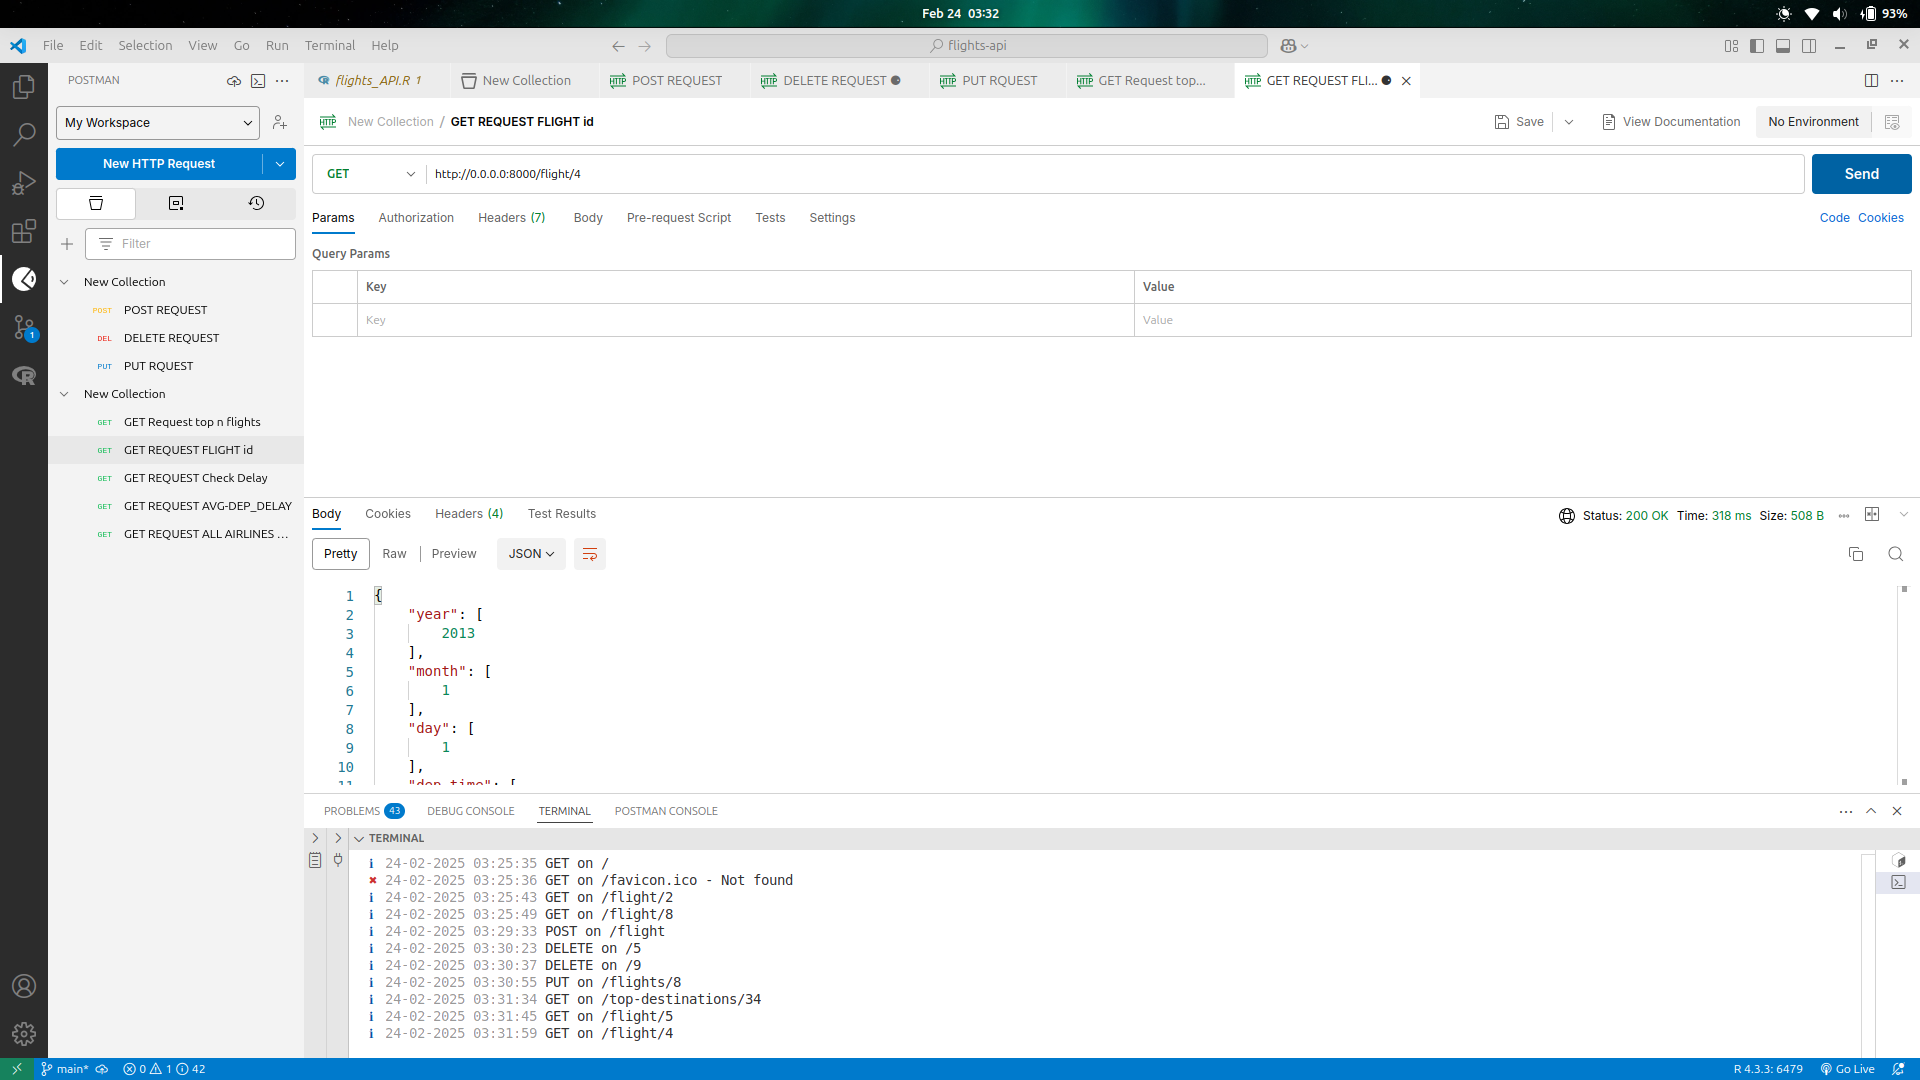 Feb 24 03:32
93%
File Edit Selection View Go Run Terminal Help
flights-api
POSTMAN
flights_API.R 1
New Collection
POST REQUEST
DELETE REQUEST
PUT RQUEST
GET Request top...
GET REQUEST FLI...
My Workspace
New Collection / GET REQUEST FLIGHT id
Save
View Documentation
No Environment
New HTTP Request
GET
http://0.0.0.0:8000/flight/4
Send
Params Authorization Headers (7) Body Pre-request Script Tests Settings
Code Cookies
Filter
Query Params
Key Value
Key Value
New Collection
POST POST REQUEST
DEL DELETE REQUEST
PUT PUT RQUEST
New Collection
GET GET Request top n flights
GET GET REQUEST FLIGHT id
GET GET REQUEST Check Delay
GET GET REQUEST AVG-DEP_DELAY
GET GET REQUEST ALL AIRLINES ...
Body Cookies Headers (4) Test Results
Status: 200 OK Time: 318 ms Size: 508 B
Pretty Raw Preview JSON
1 {
2 "year": [
3 2013
4 ],
5 "month": [
6 1
7 ],
8 "day": [
9 1
10 ],
11 "dep_time": [
PROBLEMS 43 DEBUG CONSOLE TERMINAL POSTMAN CONSOLE
TERMINAL
24-02-2025 03:25:35 GET on /
24-02-2025 03:25:36 GET on /favicon.ico - Not found
24-02-2025 03:25:43 GET on /flight/2
24-02-2025 03:25:49 GET on /flight/8
24-02-2025 03:29:33 POST on /flight
24-02-2025 03:30:23 DELETE on /5
24-02-2025 03:30:37 DELETE on /9
24-02-2025 03:30:55 PUT on /flights/8
24-02-2025 03:31:34 GET on /top-destinations/34
24-02-2025 03:31:45 GET on /flight/5
24-02-2025 03:31:59 GET on /flight/4
1
main* 0 1 42
R 4.3.3: 6479 Go Live